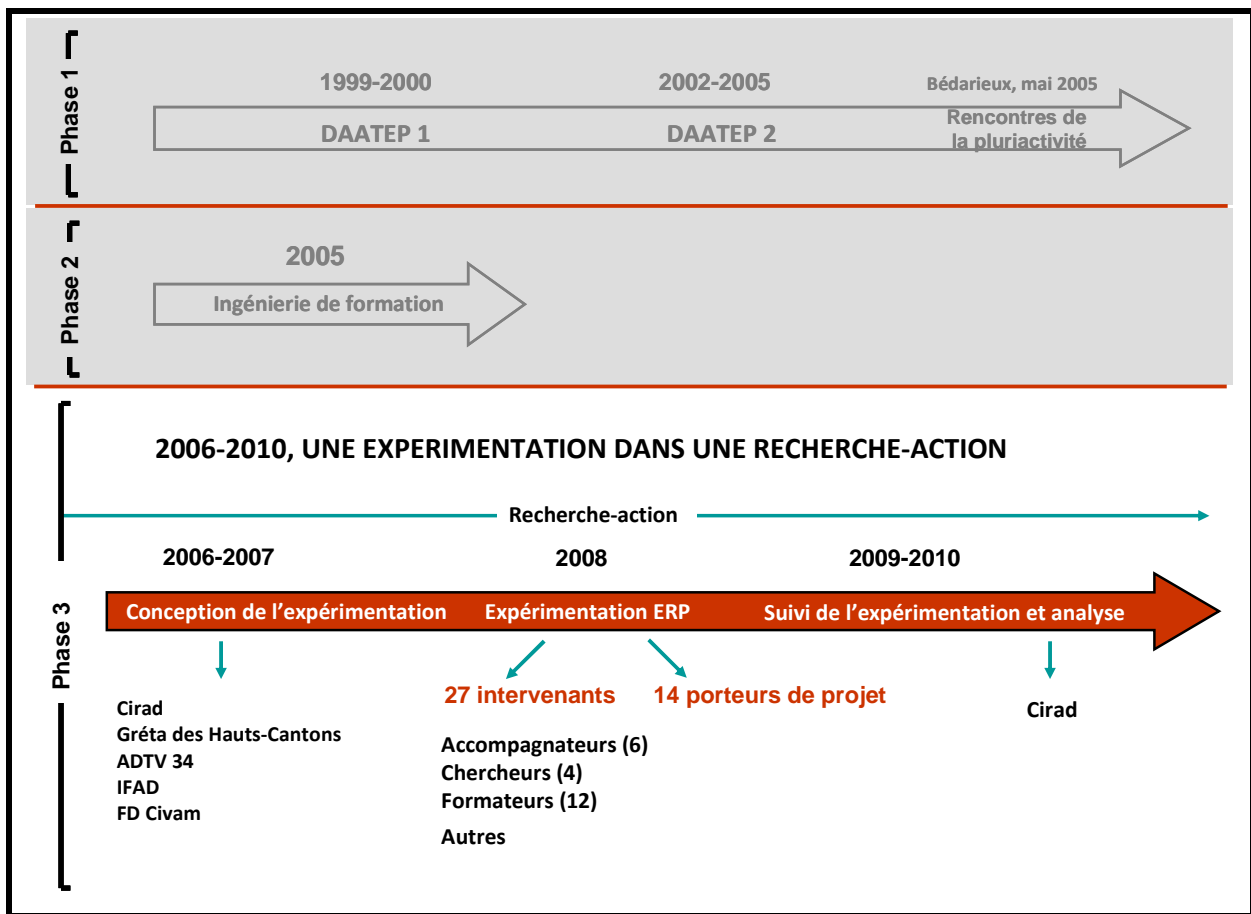 Phase 1
1999-2000
2002-2005
Bédarieux, mai 2005
DAATEP 1
DAATEP 2
Rencontres de
la pluriactivité
Phase 2
2005
Ingénierie de formation
Phase 3
2006-2010, UNE EXPERIMENTATION DANS UNE RECHERCHE-ACTION
Recherche-action
2006-2007
2008
2009-2010
Conception de l'expérimentation
Expérimentation ERP
Suivi de l'expérimentation et analyse
Cirad
Gréta des Hauts-Cantons
ADTV 34
IFAD
FD Civam
27 intervenants
14 porteurs de projet
Accompagnateurs (6)
Chercheurs (4)
Formateurs (12)
Autres
Cirad